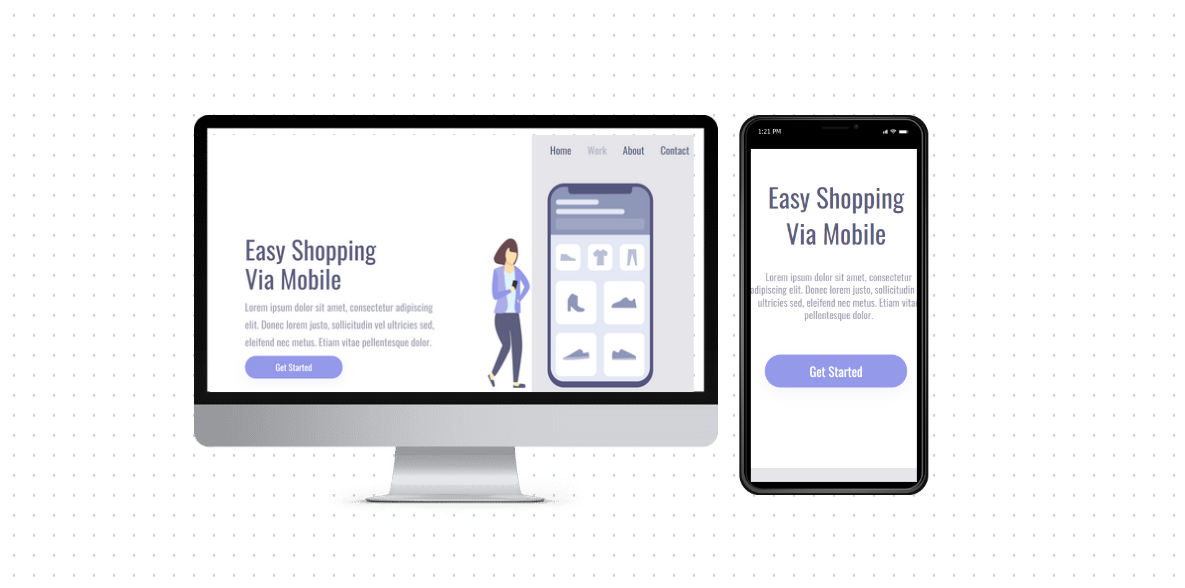 Home Work About Contact
Easy Shopping
Via Mobile
Lorem ipsum dolor sit amet, consectetur adipiscing
elit. Donec lorem justo, sollicitudin vel ultricies sed,
eleifend nec metus. Etiam vitae pellentesque dolor.
Get Started
1:21 PM
Easy Shopping
Via Mobile
Lorem ipsum dolor sit amet, consectetur
adipiscing elit. Donec lorem justo, sollicitudin
ultricies sed, eleifend nec metus. Etiam vitae
pellentesque dolor.
Get Started